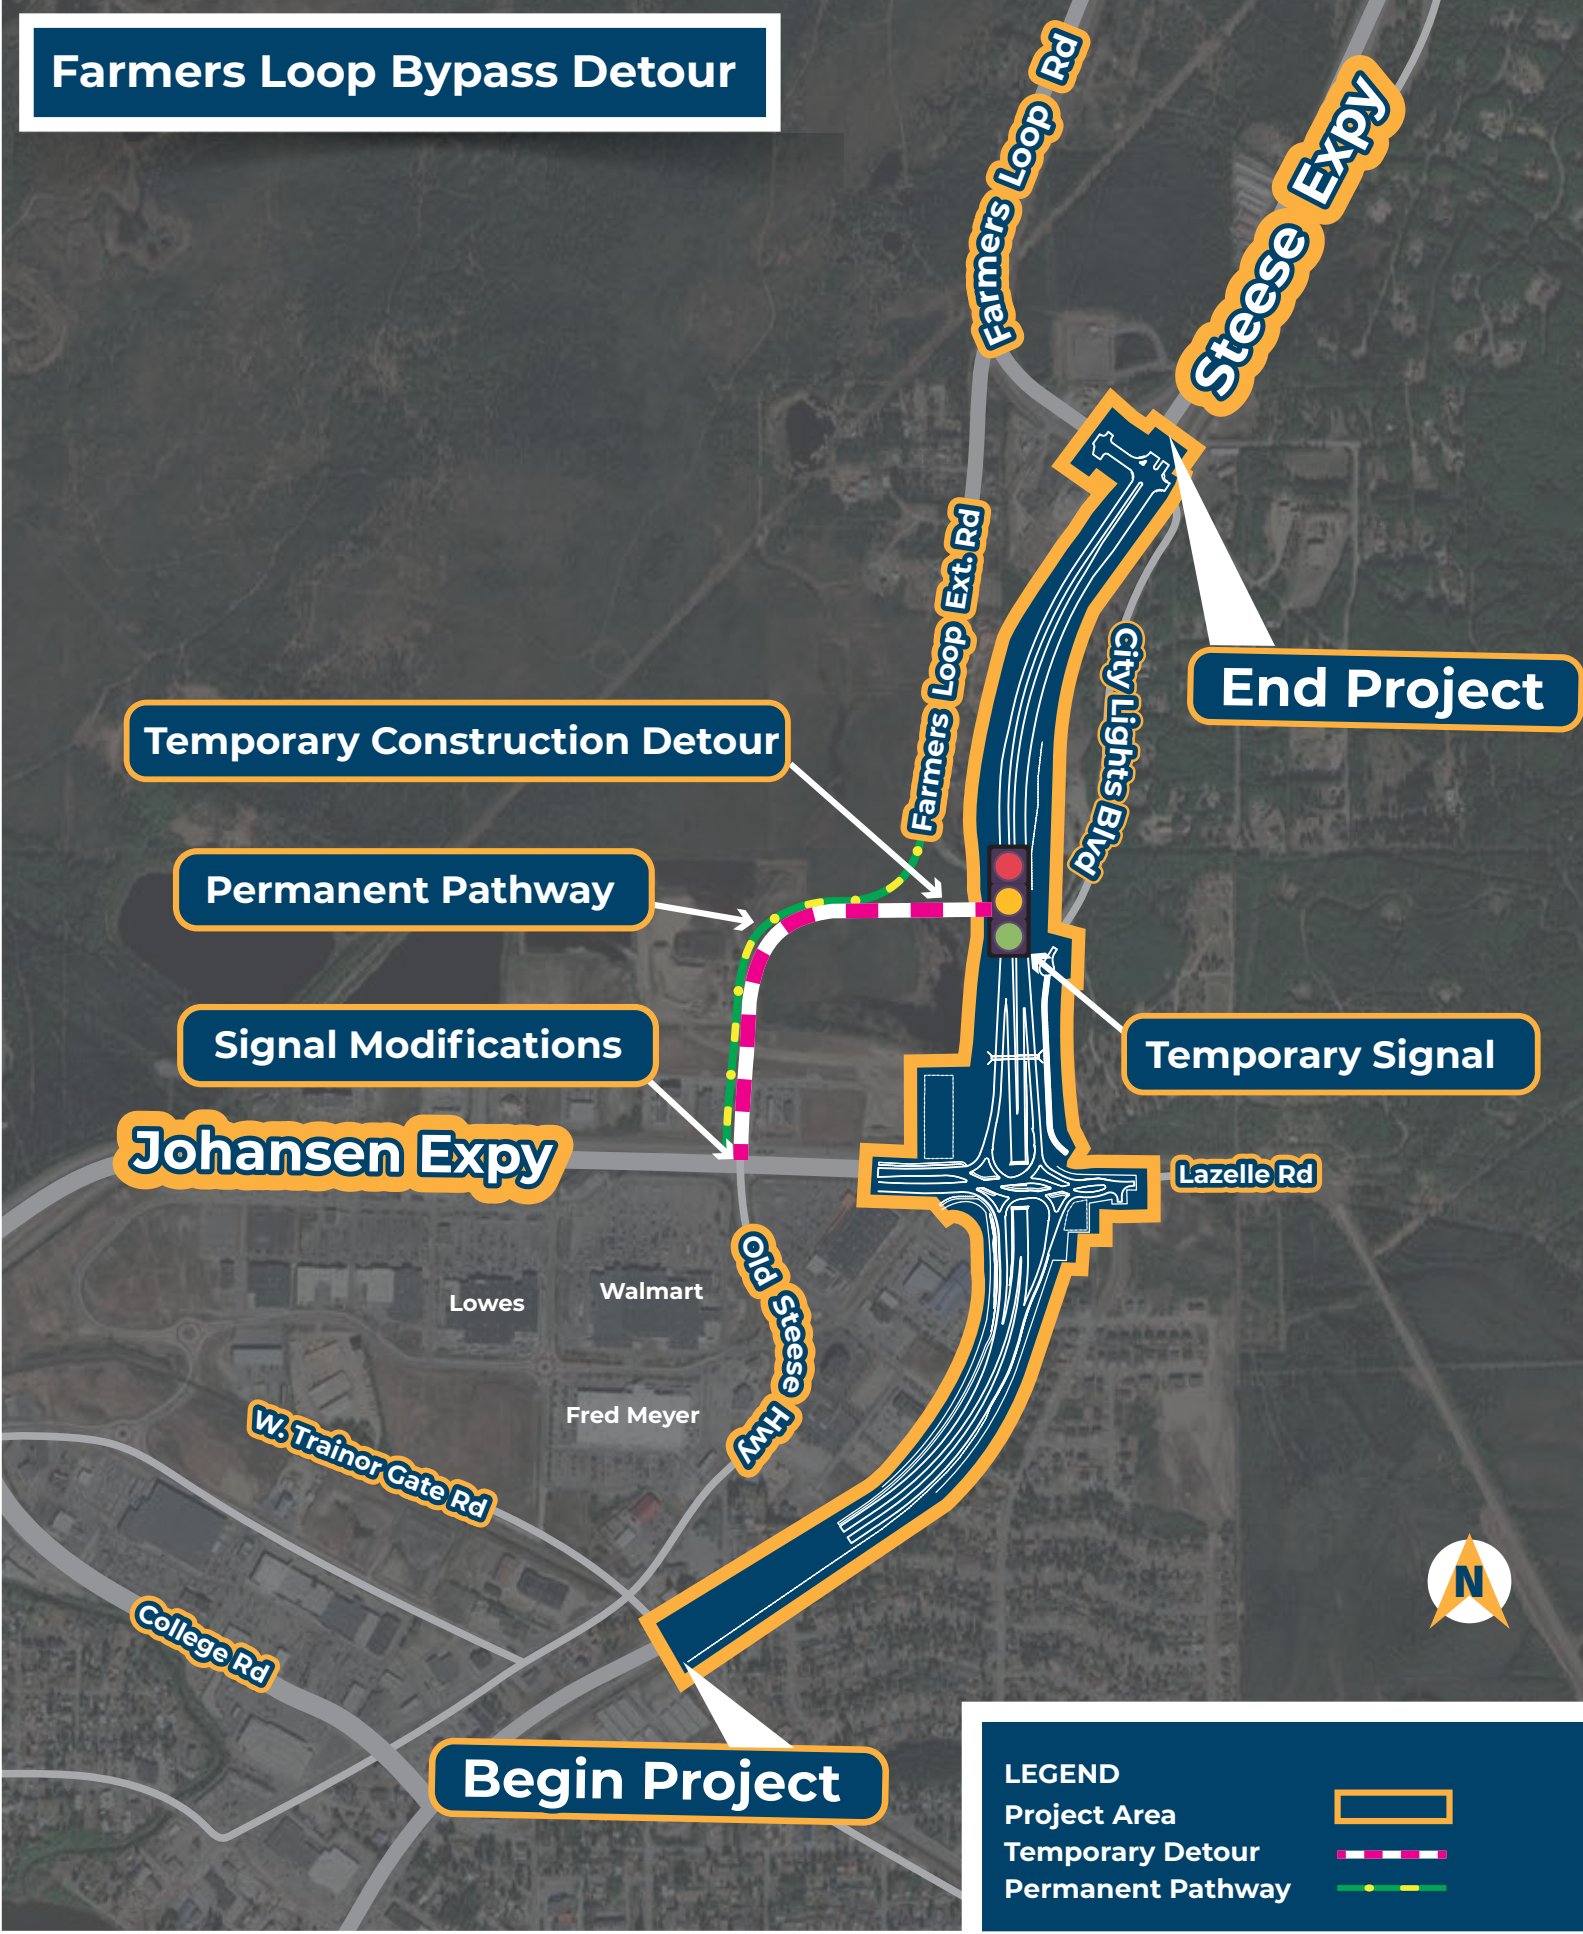 Farmers Loop Bypass Detour
Farmers Loop Rd
Steese Expy
Farmers Loop Ext. Rd
City Lights Blvd
End Project
Temporary Construction Detour
Permanent Pathway
Signal Modifications
Temporary Signal
Johansen Expy
Lazelle Rd
Old Steese Hwy
Walmart
Lowes
Fred Meyer
W. Trainor Gate Rd
College Rd
N
Begin Project
LEGEND
Project Area
Temporary Detour
Permanent Pathway